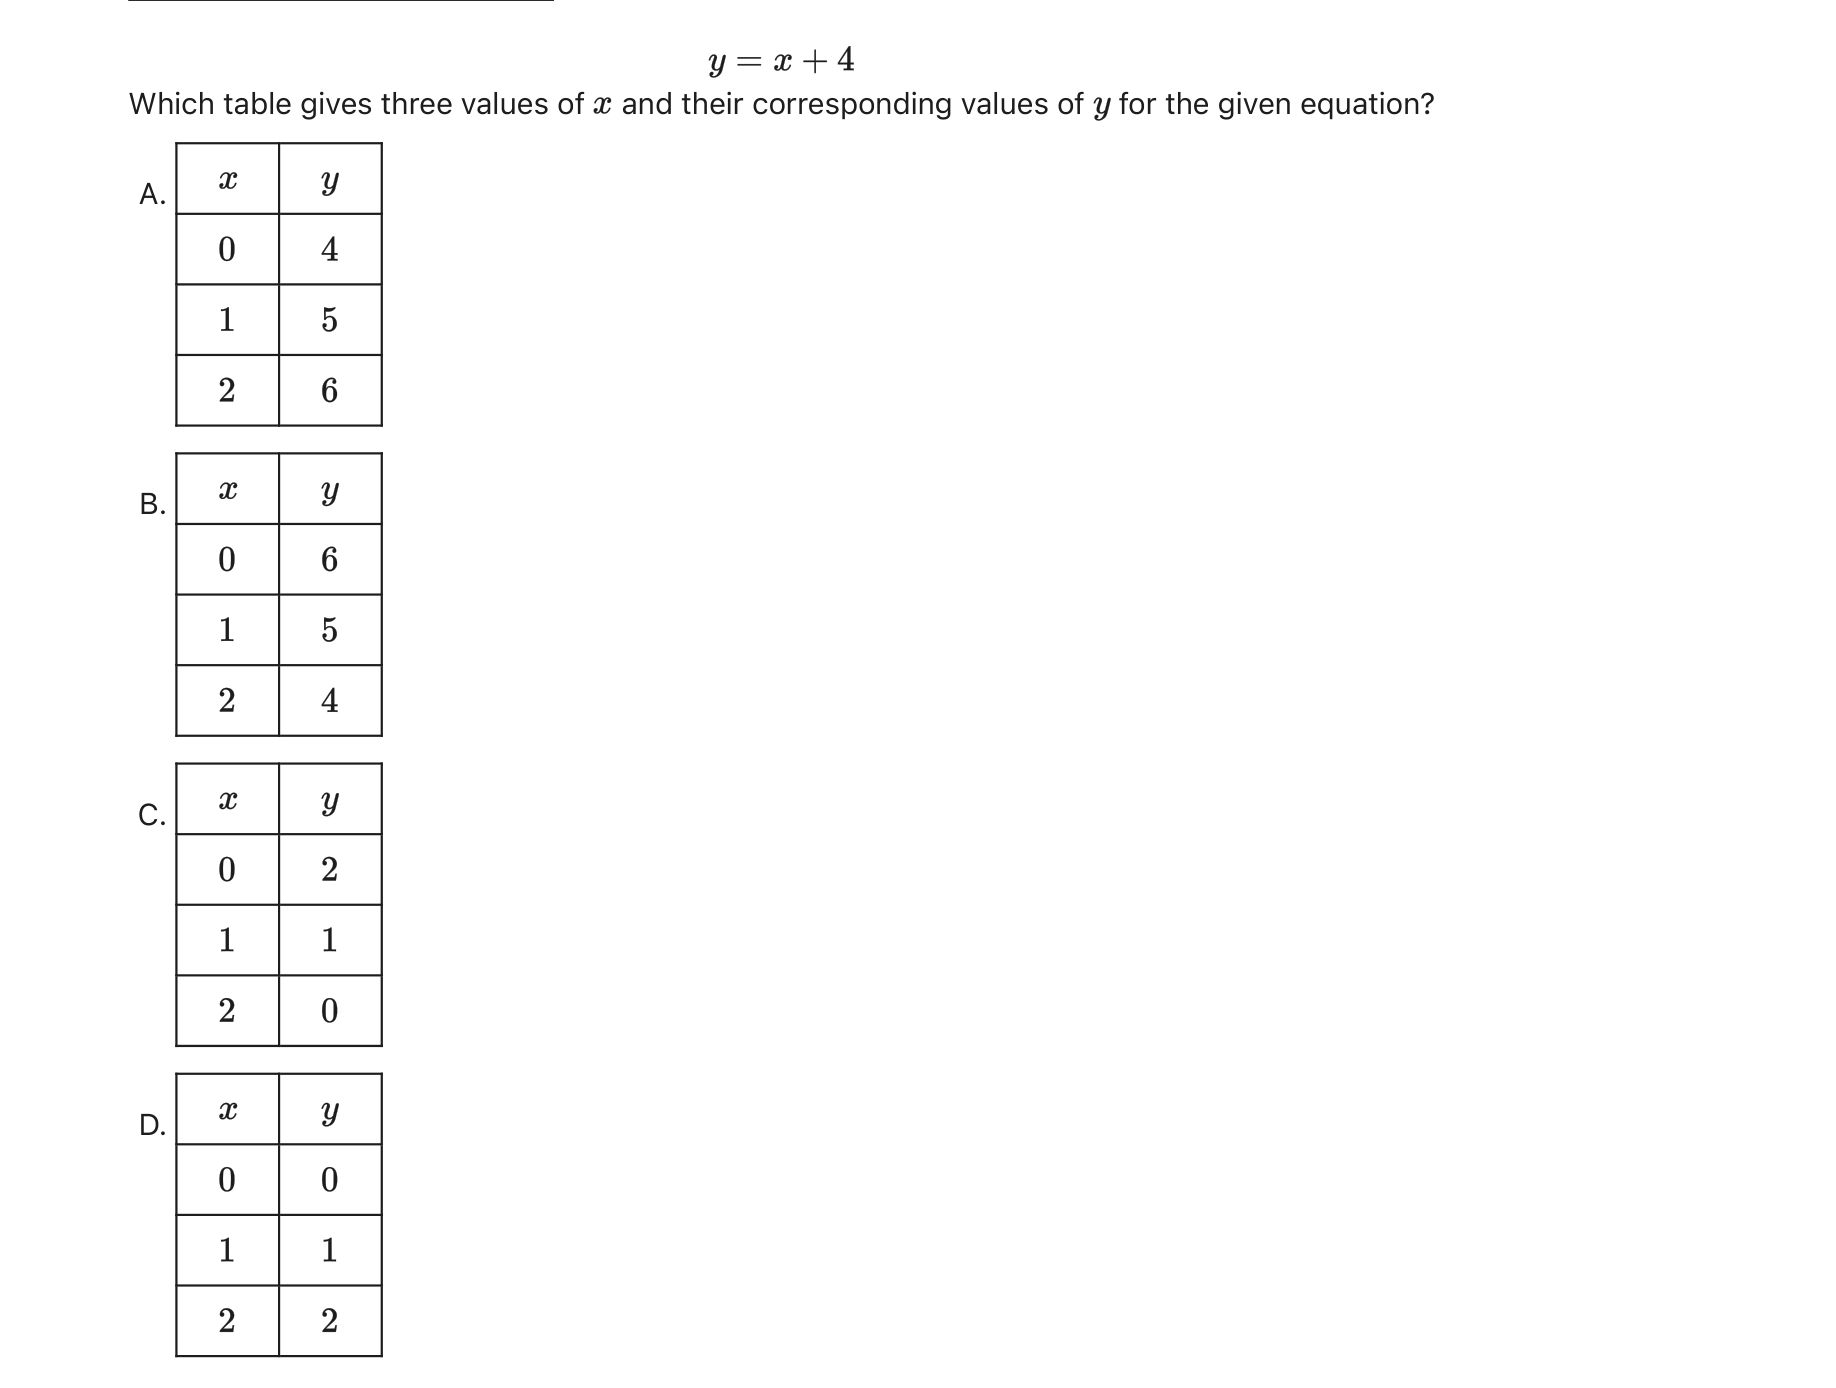 y = x + 4
Which table gives three values of x and their corresponding values of y for the given equation?
A.
x y
0 4
1 5
2 6
B.
x y
0 6
1 5
2 4
C.
x y
0 2
1 1
2 0
D.
x y
0 0
1 1
2 2